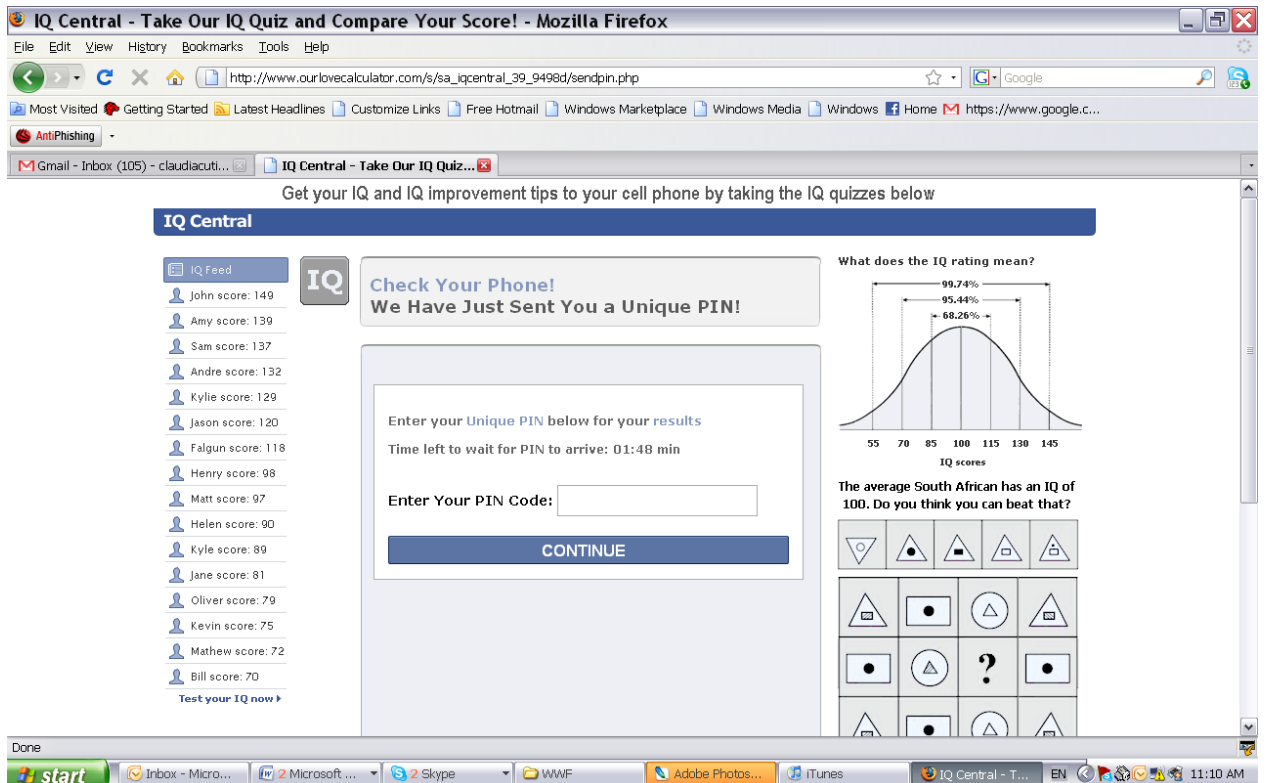 IQ Central - Take Our IQ Quiz and Compare Your Score! - Mozilla Firefox
File Edit View History Bookmarks Tools Help
http://www.ourlovecalculator.com/s/sa_iqcentral_39_9498d/sendpin.php
G Google
Most Visited Getting Started Latest Headlines Customize Links Free Hotmail Windows Marketplace Windows Media Windows Home https://www.google.c...
AntiPhishing
Gmail - Inbox (105) - claudiacuti... IQ Central - Take Our IQ Quiz...
Get your IQ and IQ improvement tips to your cell phone by taking the IQ quizzes below
IQ Central
IQ Feed
John score: 149
Amy score: 139
Sam score: 137
Andre score: 132
Kylie score: 129
Jason score: 120
Falgun score: 118
Henry score: 98
Matt score: 97
Helen score: 90
Kyle score: 89
Jane score: 81
Oliver score: 79
Kevin score: 75
Mathew score: 72
Bill score: 70
Test your IQ now
IQ
Check Your Phone!
We Have Just Sent You a Unique PIN!
Enter your Unique PIN below for your results
Time left to wait for PIN to arrive: 01:48 min
Enter Your PIN Code:
CONTINUE
What does the IQ rating mean?
99.74%
95.44%
68.26%
55 70 85 100 115 130 145
IQ scores
The average South African has an IQ of
100. Do you think you can beat that?
?
Done
start Inbox - Micro... 2 Microsoft ... 2 Skype WWF Adobe Photos... iTunes IQ Central - T... EN 11:10 AM